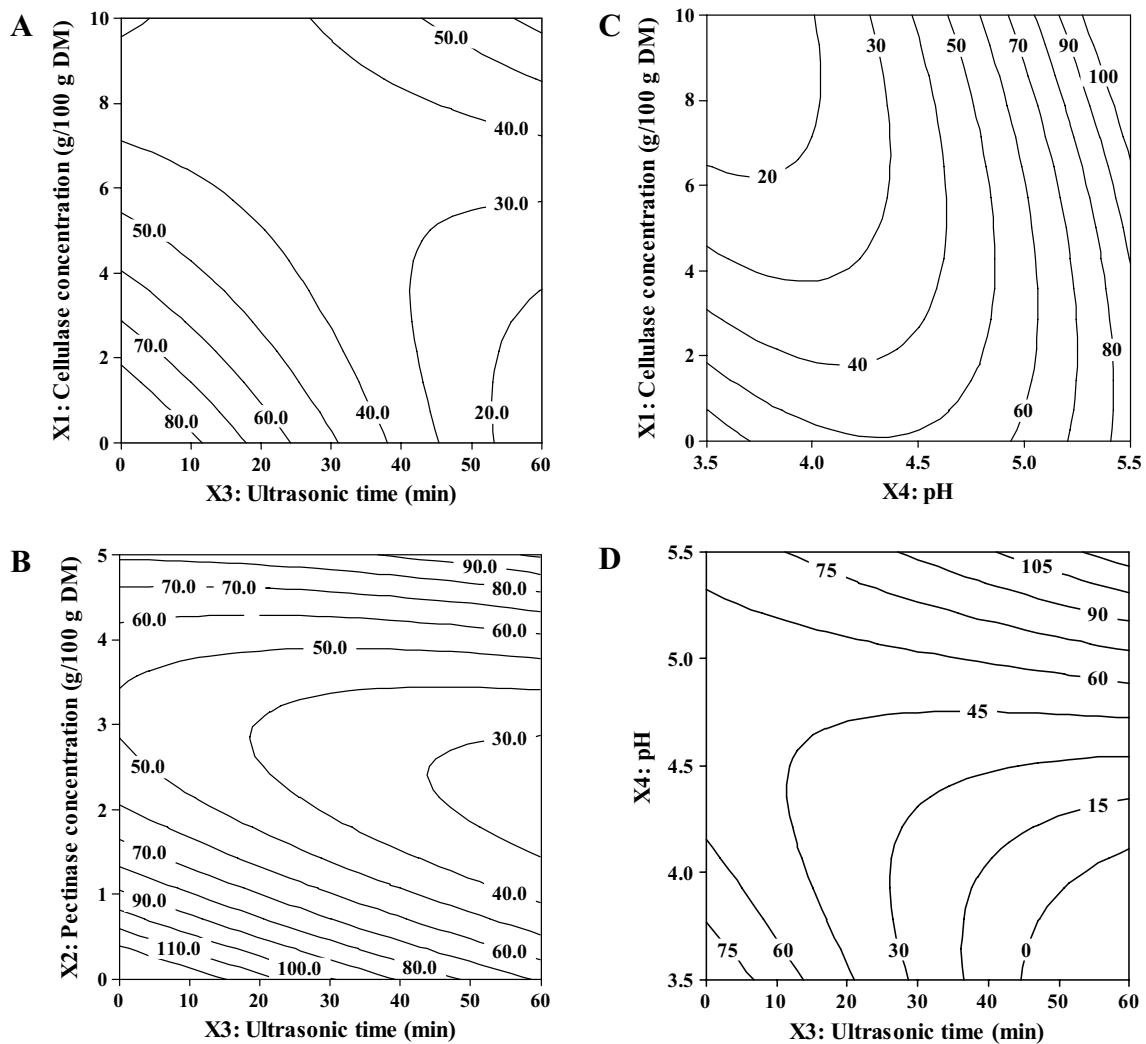 A
X1: Cellulase concentration (g/100 g DM)
10
8
6
4
2
0
50.0
40.0
30.0
50.0
70.0
80.0
60.0
40.0
20.0
0 10 20 30 40 50 60
X3: Ultrasonic time (min)
C
X1: Cellulase concentration (g/100 g DM)
10
8
6
4
2
0
30 50 70 90
100
20
40
80
60
3.5 4.0 4.5 5.0 5.5
X4: pH
B
X2: Pectinase concentration (g/100 g DM)
5
4
3
2
1
0
90.0
70.0 70.0 80.0
60.0 60.0
50.0
30.0
50.0
70.0
40.0
90.0
60.0
110.0 100.0 80.0
0 10 20 30 40 50 60
X3: Ultrasonic time (min)
D
X4: pH
5.5
5.0
4.5
4.0
3.5
75 105
90
60
45
15
75 60 30 0
0 10 20 30 40 50 60
X3: Ultrasonic time (min)